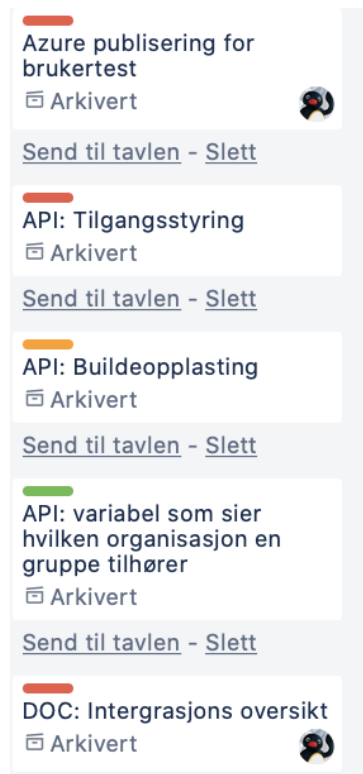 Azure publisering for
brukertest
Arkivert
Send til tavlen - Slett
API: Tilgangsstyring
Arkivert
Send til tavlen - Slett
API: Buildeopplasting
Arkivert
Send til tavlen - Slett
API: variabel som sier
hvilken organisasjon en
gruppe tilhører
Arkivert
Send til tavlen - Slett
DOC: Intergrasjons oversikt
Arkivert